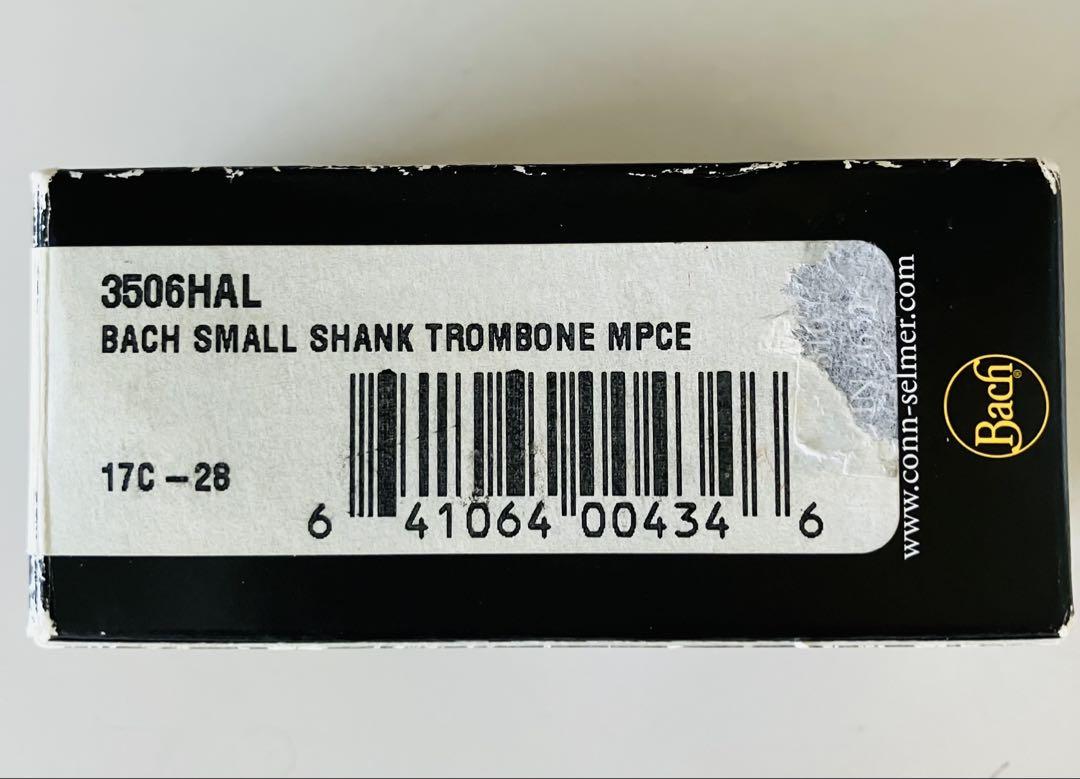 3506HAL
BACH SMALL SHANK TROMBONE MPCE
17C – 28
6 41064 00434 6
www.conn-selmer.com
Bach®